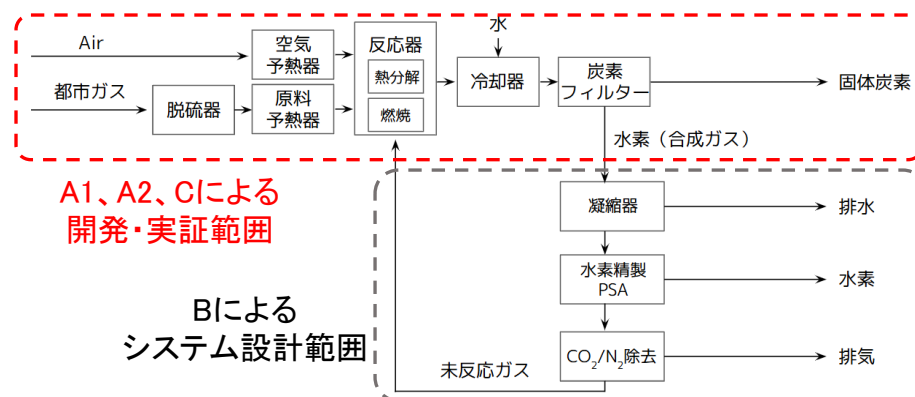 Air
都市ガス
脱硫器
空気
予熱器
原料
予熱器
反応器
熱分解
燃焼
水
冷却器
炭素
フィルター
固体炭素
水素（合成ガス）
A1、A2、Cによる
開発・実証範囲
凝縮器
排水
水素精製
PSA
水素
Bによる
システム設計範囲
CO₂/N₂除去
排気
未反応ガス